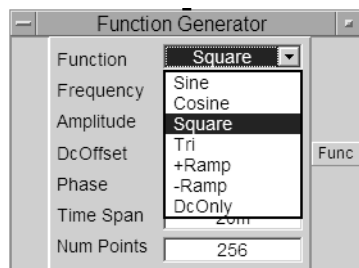 Function Generator
Function Square
Frequency
Amplitude
DcOffset
Phase
Time Span
Num Points 256
Sine
Cosine
Square
Tri
+Ramp
-Ramp
DcOnly
Func